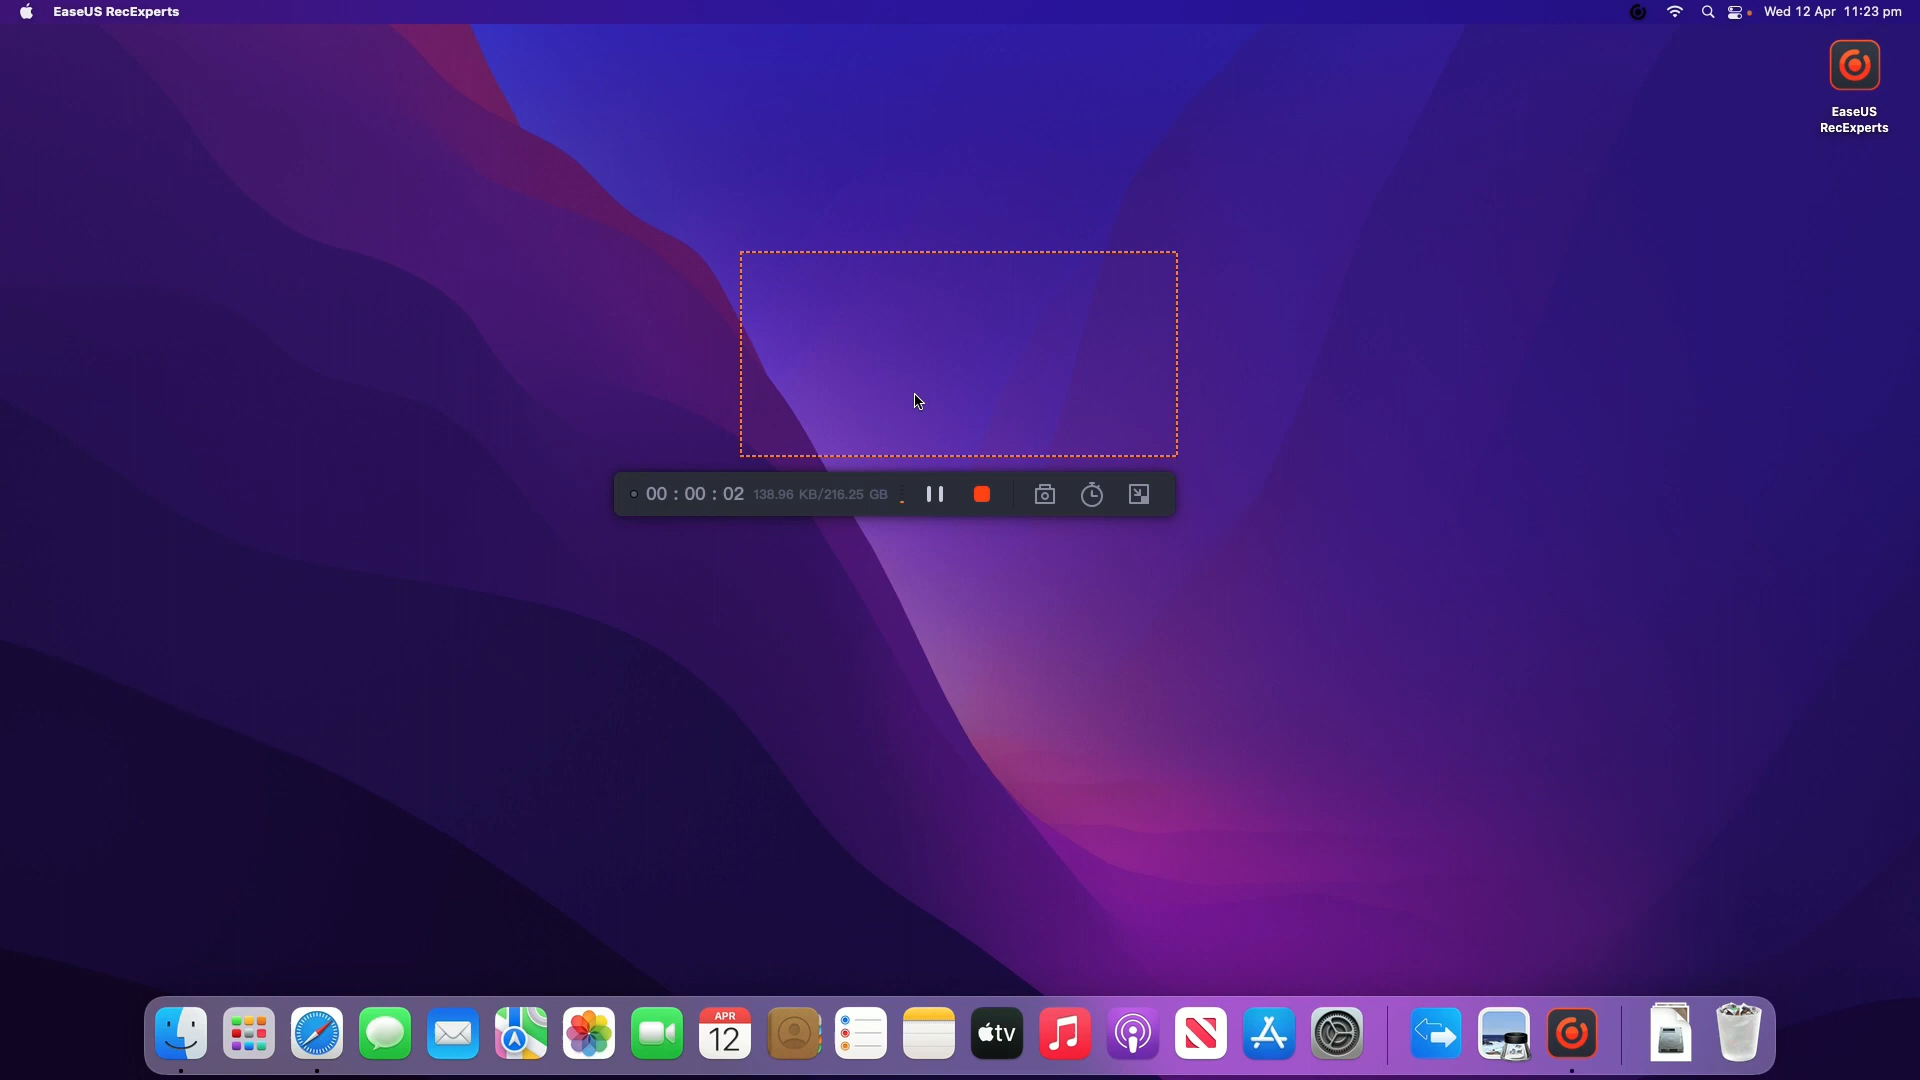 EaseUS RecExperts
Wed 12 Apr 11:23 pm
EaseUS
RecExperts
00 : 00 : 02 138.96 KB/216.25 GB
APR
12
tv